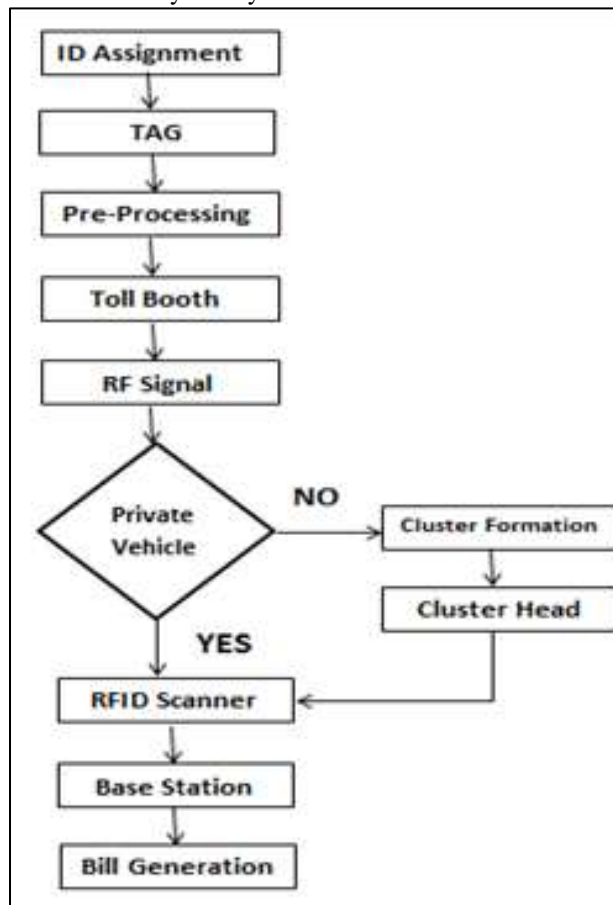 ID Assignment
TAG
Pre-Processing
Toll Booth
RF Signal
Private
Vehicle
NO
Cluster Formation
Cluster Head
YES
RFID Scanner
Base Station
Bill Generation